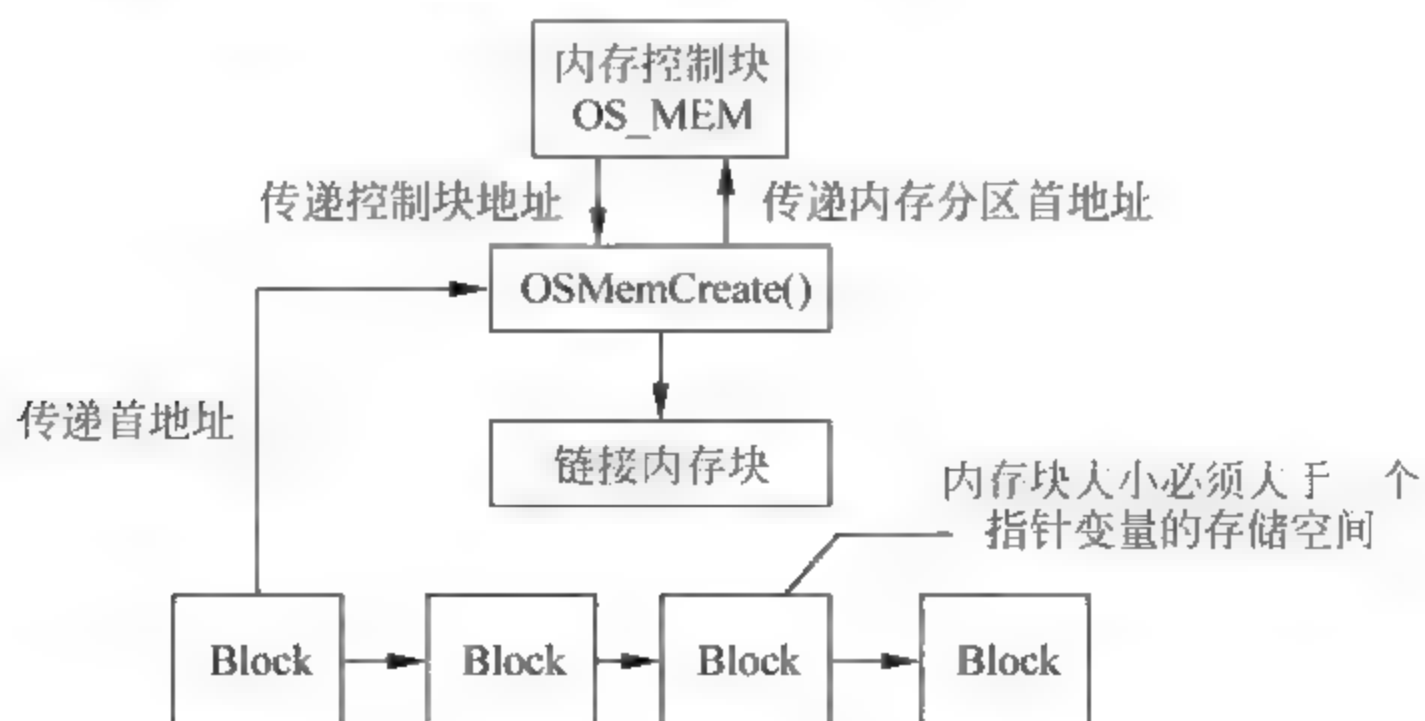 内存控制块
OS_MEM
传递控制块地址
传递内存分区首地址
OSMemCreate()
传递首地址
链接内存块
内存块大小必须大于 个
指针变量的存储空间
Block
Block
Block
Block